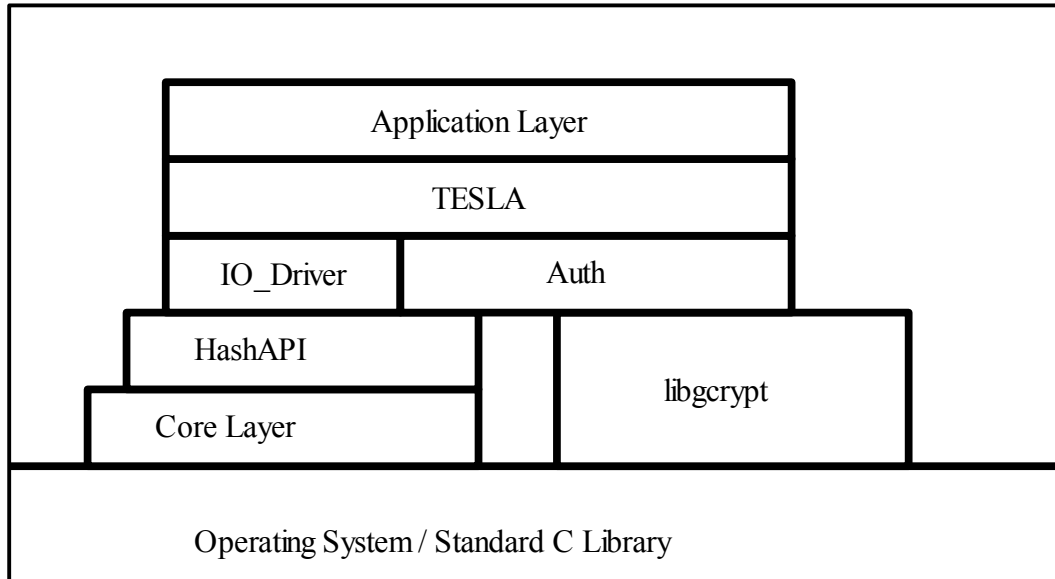 Application Layer
TESLA
IO_Driver
Auth
HashAPI
libgcrypt
Core Layer
Operating System / Standard C Library